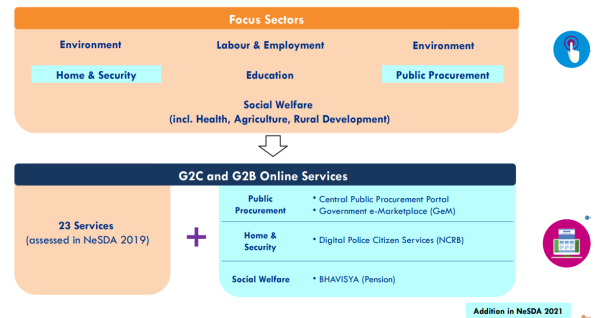 Focus Sectors
Environment
Labour & Employment
Environment
Home & Security
Education
Public Procurement
Social Welfare
(incl. Health, Agriculture, Rural Development)
G2C and G2B Online Services
23 Services
(assessed in NeSDA 2019)
+
Public
Procurement
• Central Public Procurement Portal
• Government e-Marketplace (GeM)
Home &
Security
• Digital Police Citizen Services (NCRB)
Social Welfare
• BHAVISYA (Pension)
Addition in NeSDA 2021